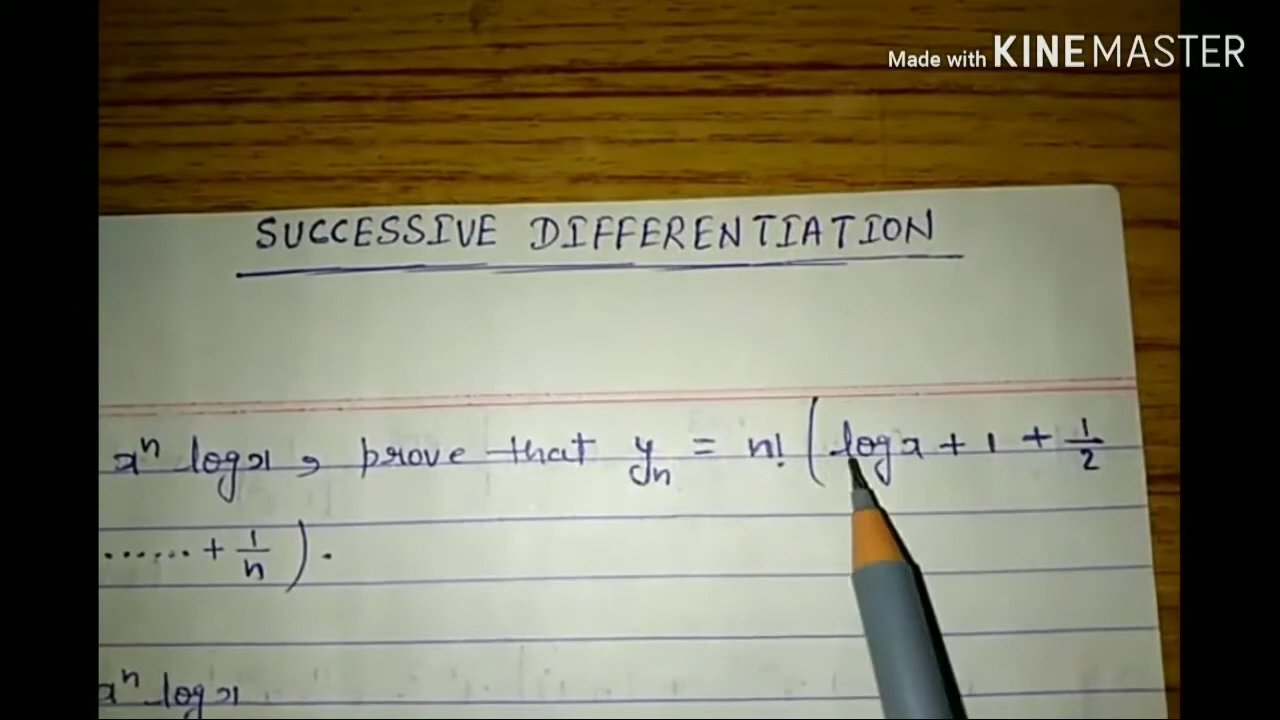 Made with KINEMASTER
SUCCESSIVE DIFFERENTIATION
xⁿ log x, prove that yₙ = n! (log x + 1 + 1/2
...... + 1/n).
xⁿ log x